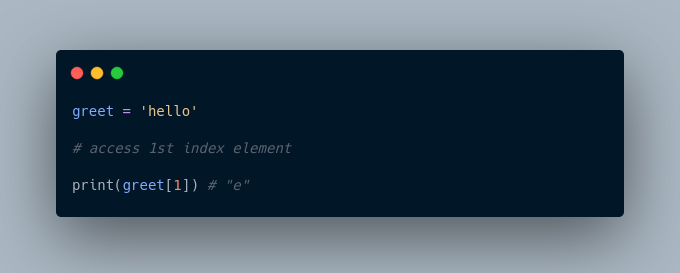 greet = 'hello'
# access 1st index element
print(greet[1]) # "e"